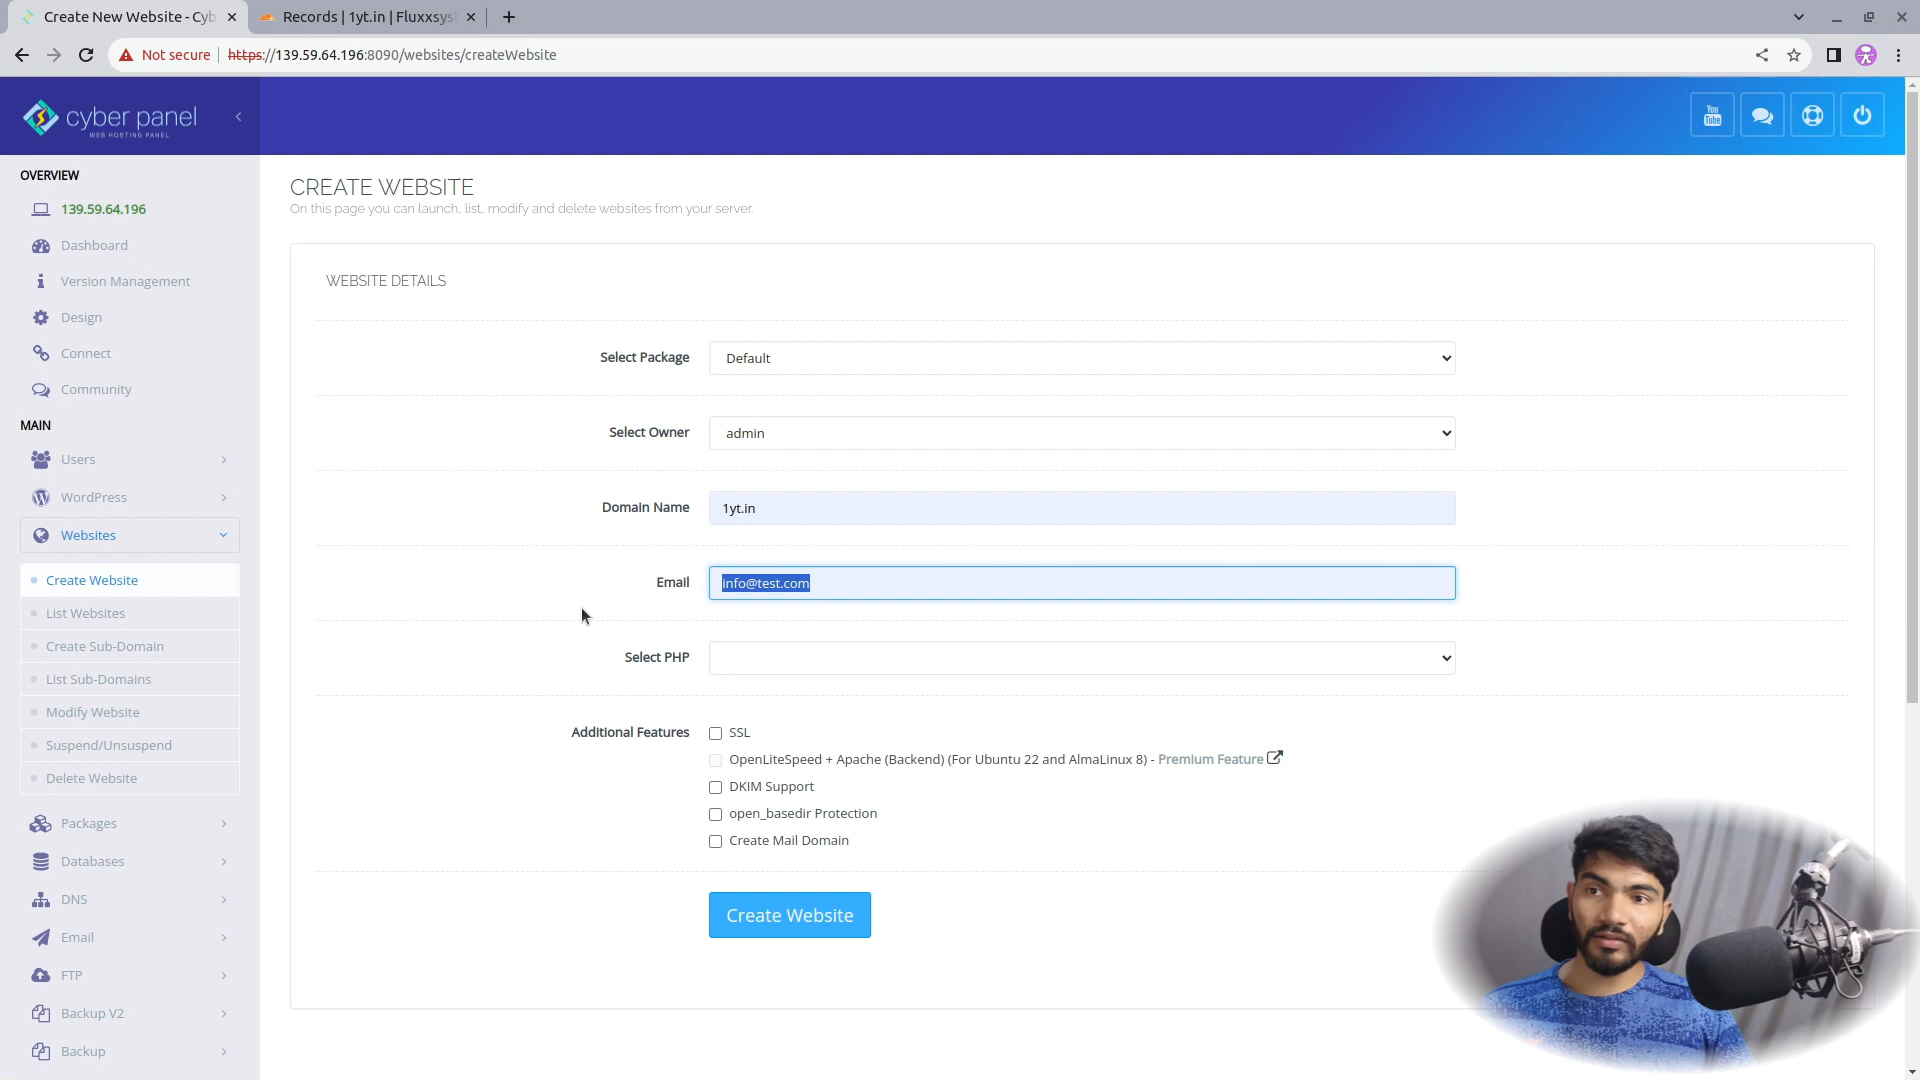 Create New Website - Cyb
Records | 1yt.in | Fluxxsys
Not secure
https://139.59.64.196:8090/websites/createWebsite
cyber panel
WEB HOSTING PANEL
You
Tube
OVERVIEW
139.59.64.196
Dashboard
Version Management
Design
Connect
Community
MAIN
Users
WordPress
Websites
Create Website
List Websites
Create Sub-Domain
List Sub-Domains
Modify Website
Suspend/Unsuspend
Delete Website
Packages
Databases
DNS
Email
FTP
Backup V2
Backup
CREATE WEBSITE
On this page you can launch, list, modify and delete websites from your server.
WEBSITE DETAILS
Select Package
Default
Select Owner
admin
Domain Name
1yt.in
Email
info@test.com
Select PHP
Additional Features
SSL
OpenLiteSpeed + Apache (Backend) (For Ubuntu 22 and AlmaLinux 8) - Premium Feature
DKIM Support
open_basedir Protection
Create Mail Domain
Create Website